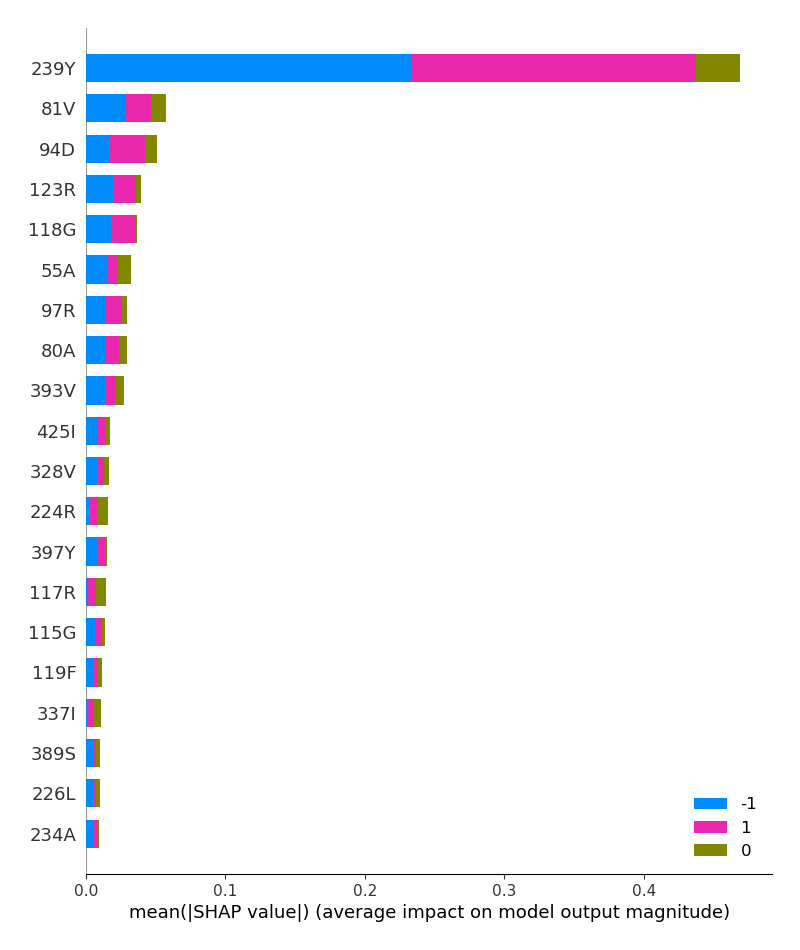 239Y
81V
94D
123R
118G
55A
97R
80A
393V
425I
328V
224R
397Y
117R
115G
119F
337I
389S
226L
234A
-1
1
0
0.0 0.1 0.2 0.3 0.4
mean(|SHAP value|) (average impact on model output magnitude)